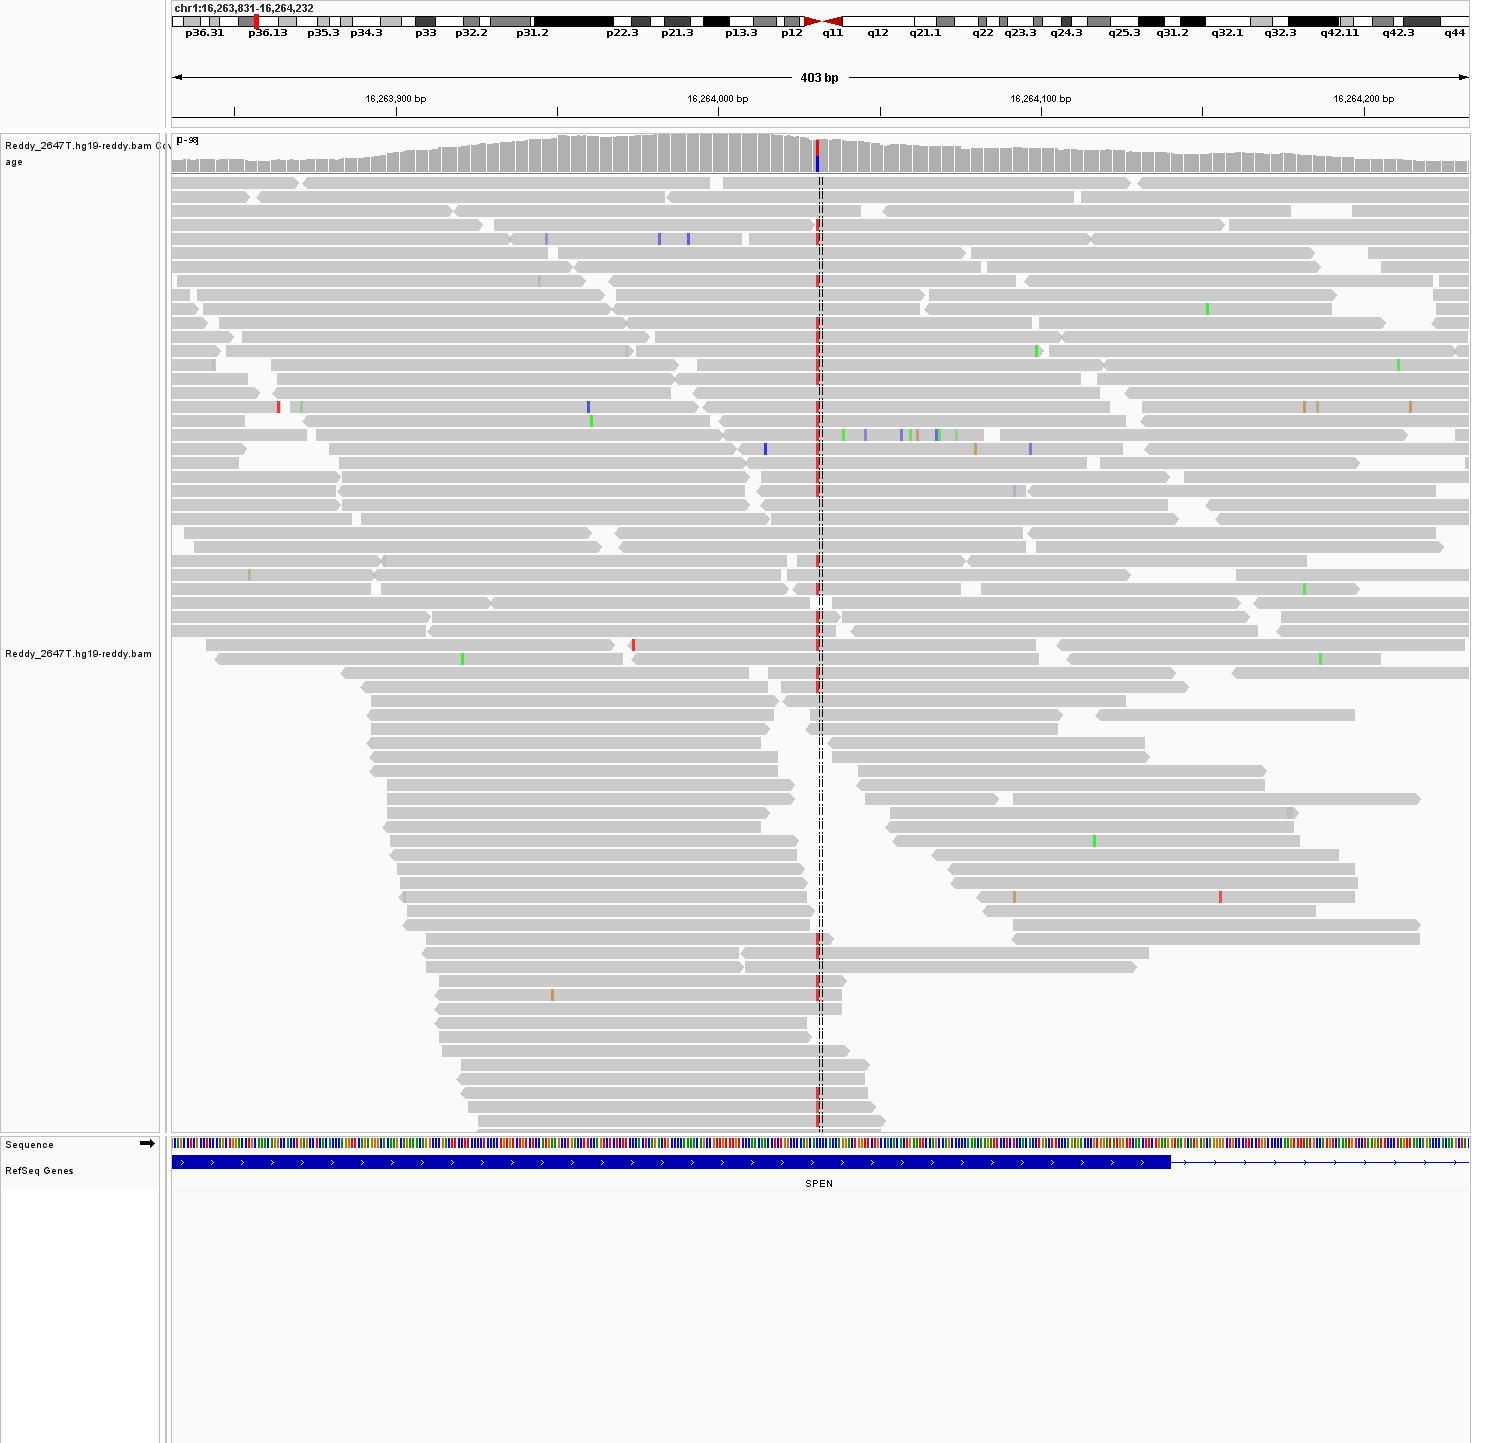 chr1:16,263,831-16,264,232
p36.31 p36.13 p35.3 p34.3 p33 p32.2 p31.2 p22.3 p21.3 p13.3 p12 q11 q12 q21.1 q22 q23.3 q24.3 q25.3 q31.2 q32.1 q32.3 q42.11 q42.3 q44
403 bp
16,263,900 bp 16,264,000 bp 16,264,100 bp 16,264,200 bp
[0 - 98]
Reddy_2647T.hg19-reddy.bam Cov
age
Reddy_2647T.hg19-reddy.bam
Sequence
RefSeq Genes
SPEN